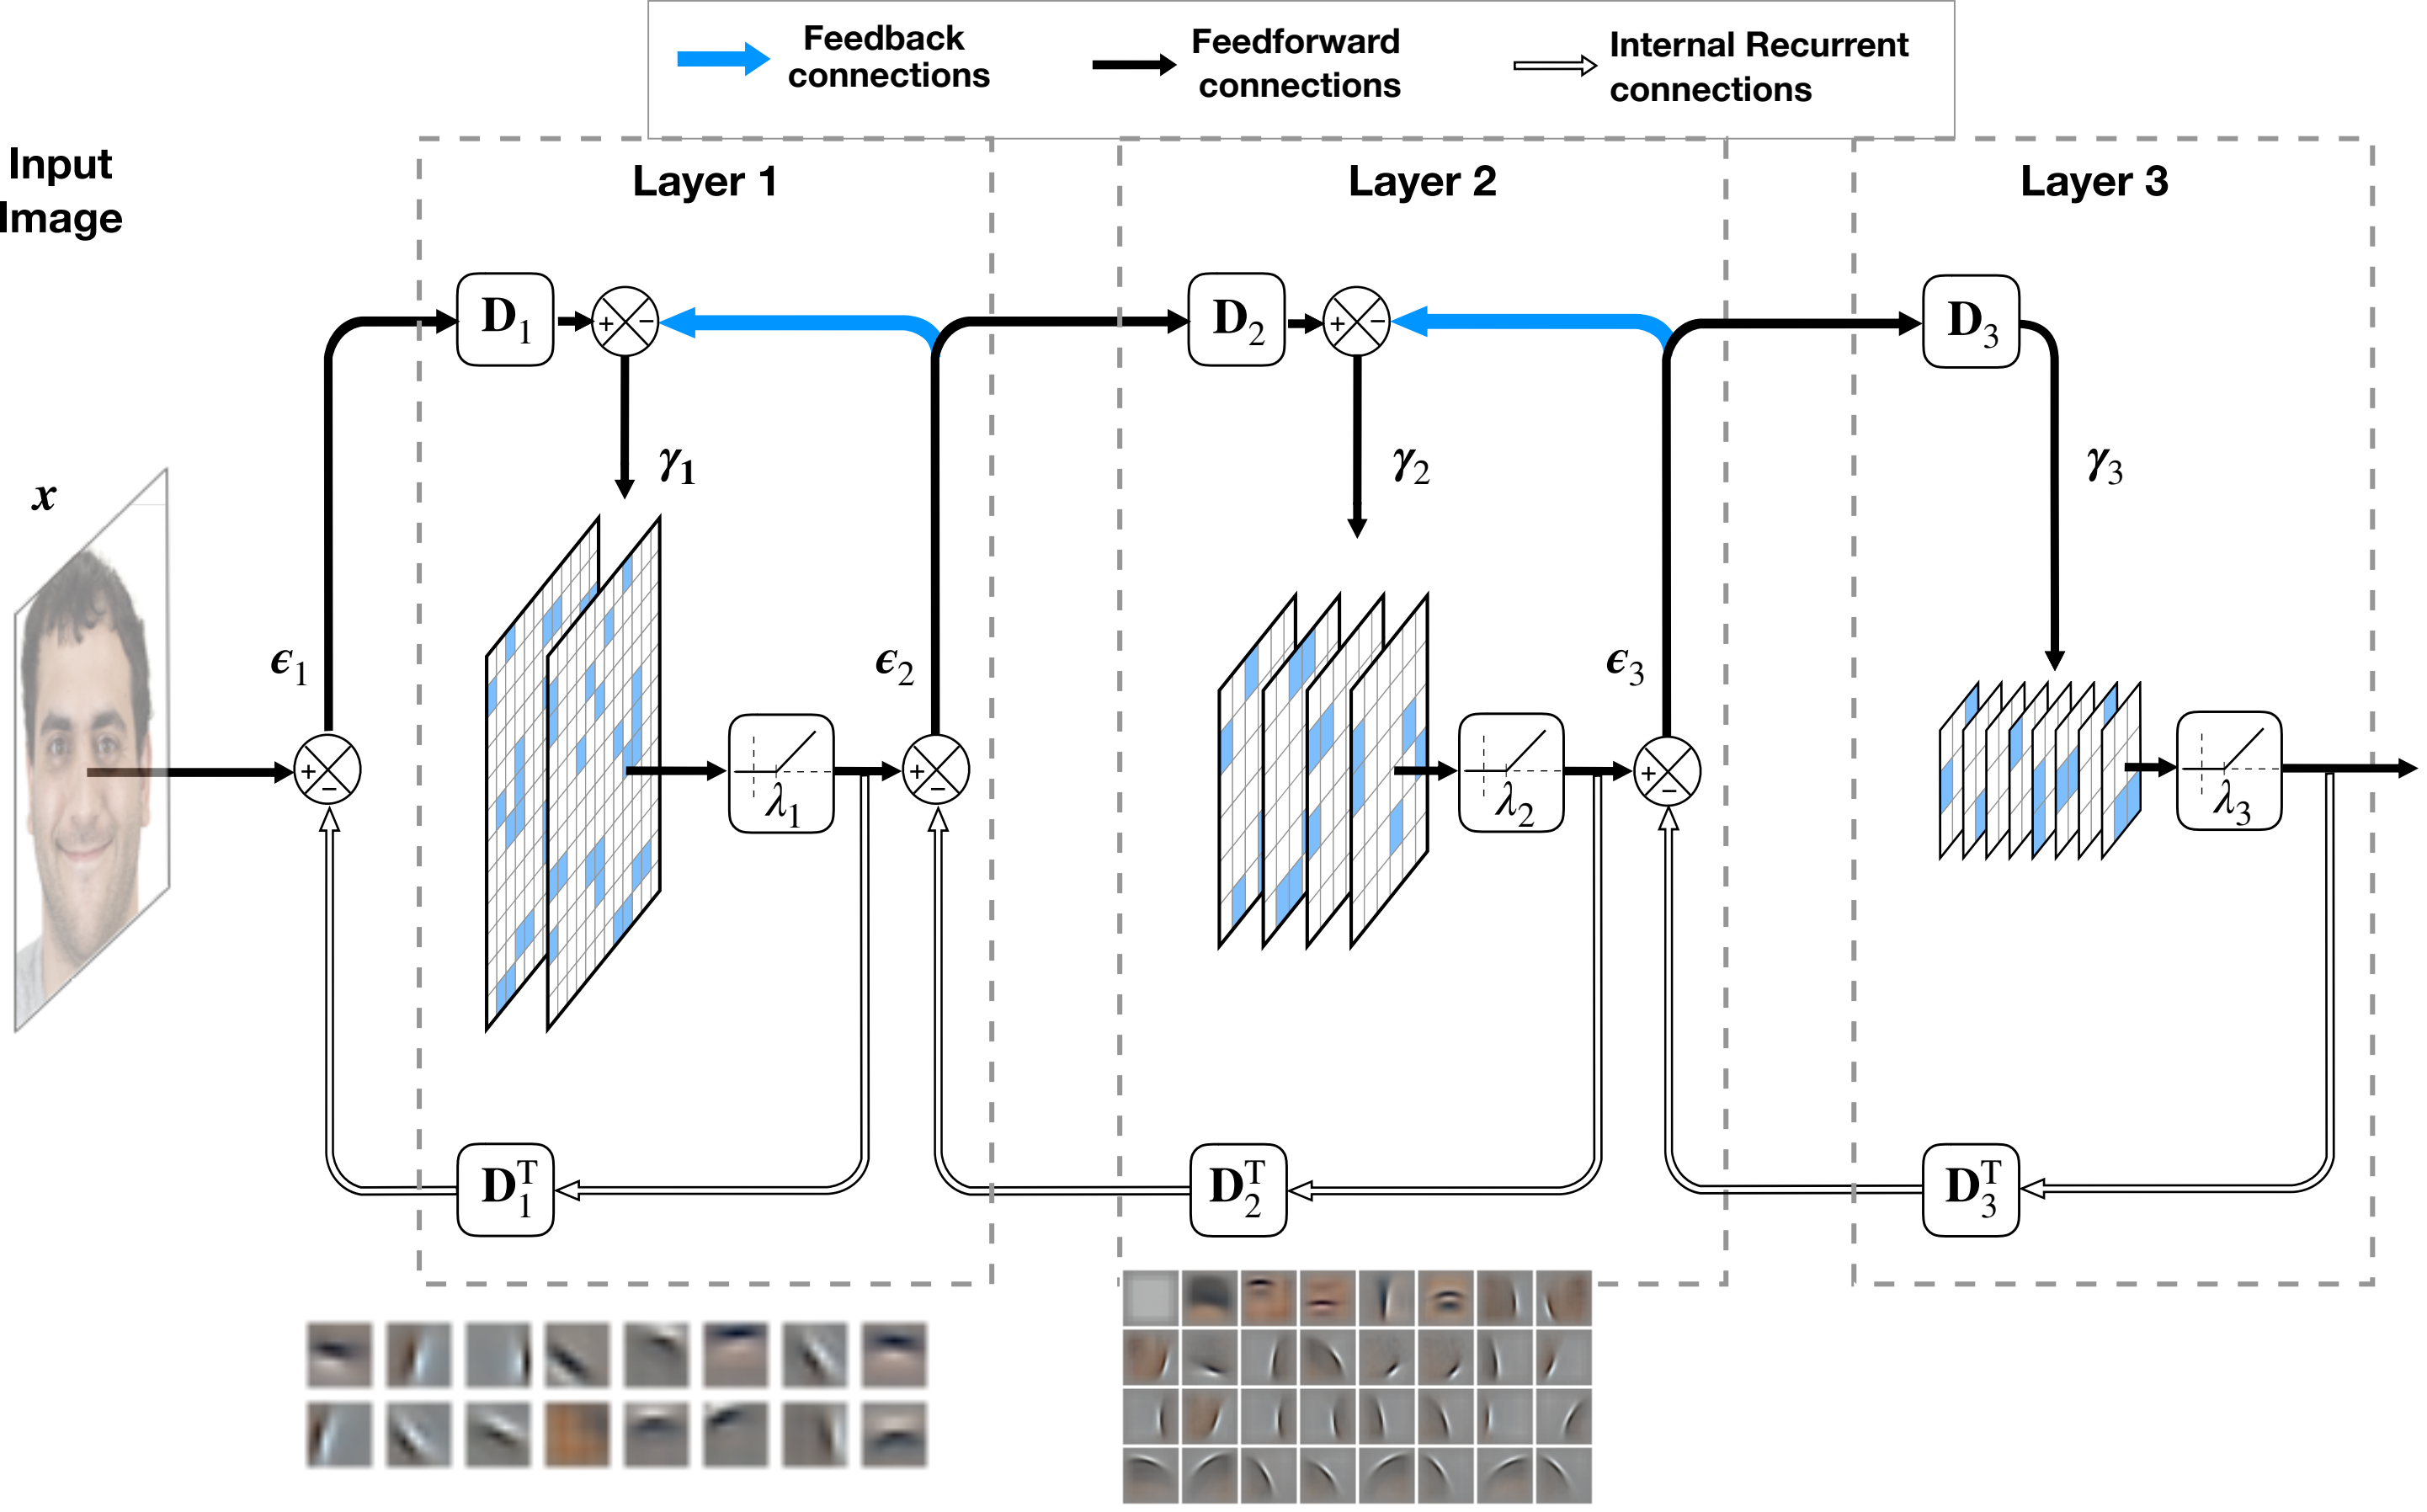 Feedback
connections
Feedforward
connections
Internal Recurrent
connections
Input
Image
Layer 1
Layer 2
Layer 3
D₁
+
−
D₂
+
−
D₃
x
γ₁
γ₂
γ₃
ϵ₁
ϵ₂
ϵ₃
+
−
λ₁
+
−
λ₂
+
−
λ₃
D₁ᵀ
D₂ᵀ
D₃ᵀ